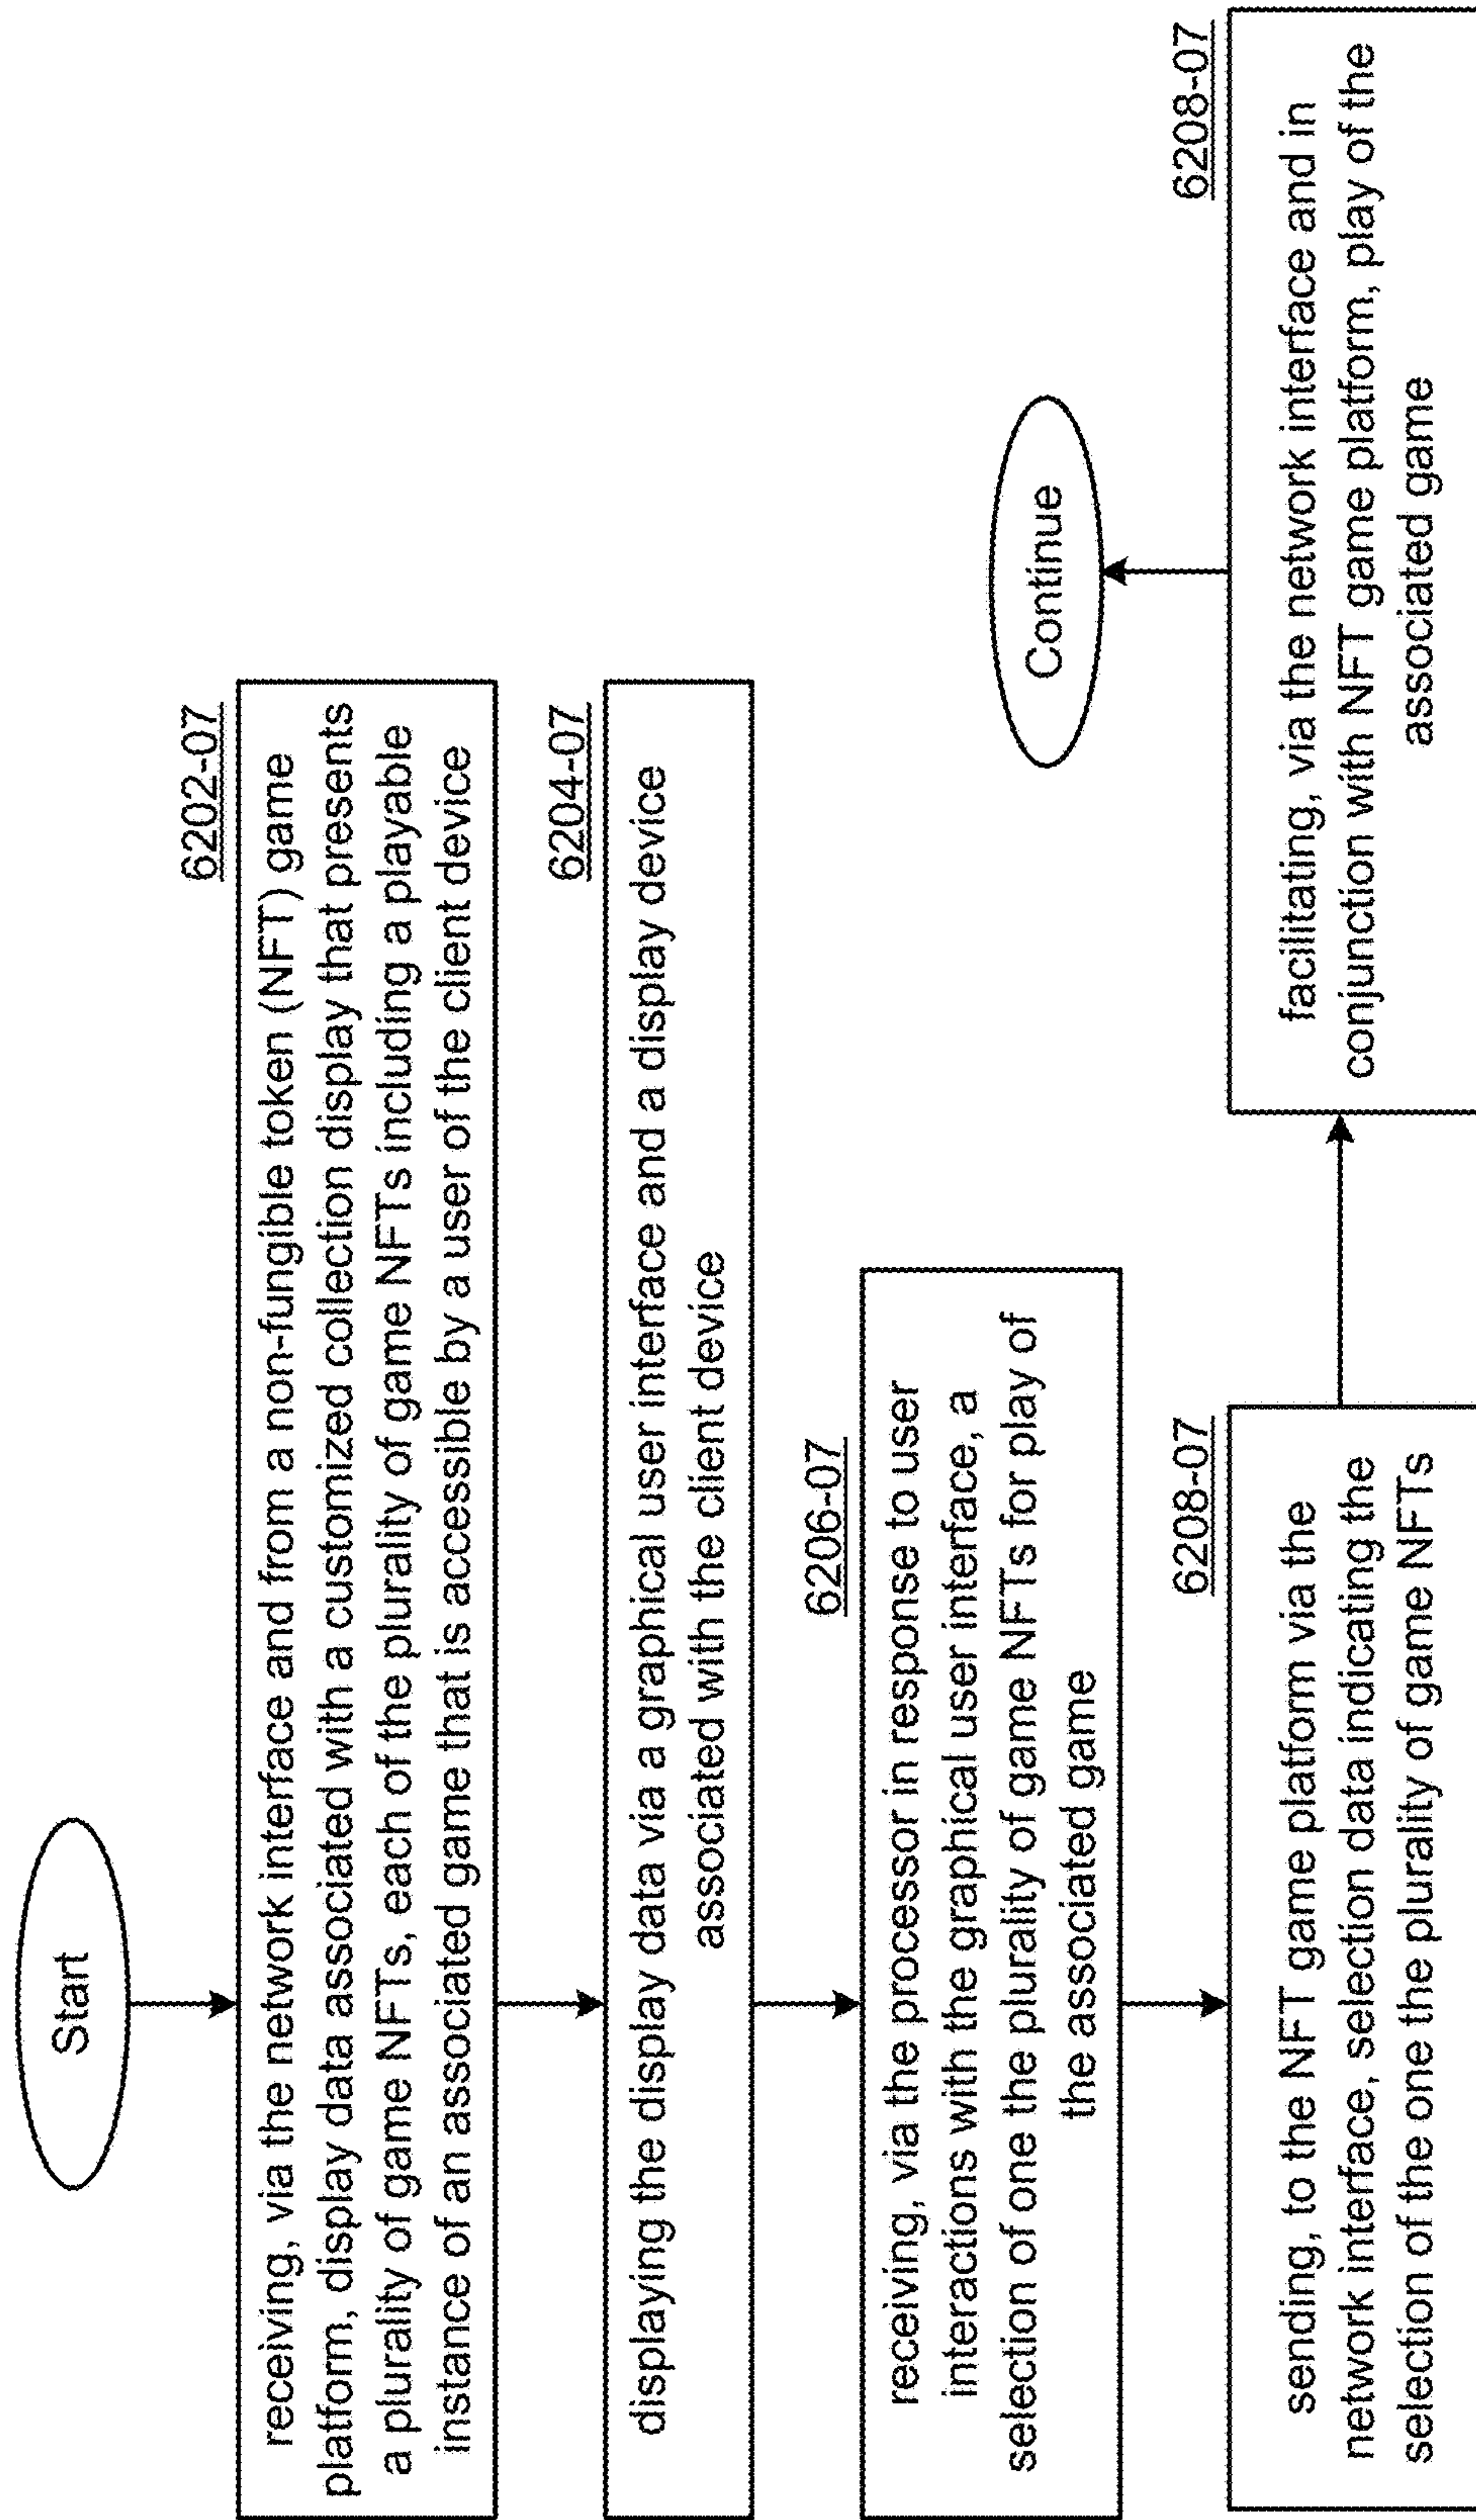 Start
6202-07
receiving, via the network interface and from a non-fungible token (NFT) game
platform, display data associated with a customized collection display that presents
a plurality of game NFTs, each of the plurality of game NFTs including a playable
instance of an associated game that is accessible by a user of the client device
6204-07
displaying the display data via a graphical user interface and a display device
associated with the client device
6206-07
receiving, via the processor in response to user
interactions with the graphical user interface, a
selection of one the plurality of game NFTs for play of
the associated game
6208-07
sending, to the NFT game platform via the
network interface, selection data indicating the
selection of the one the plurality of game NFTs
6208-07
facilitating, via the network interface and in
conjunction with NFT game platform, play of the
associated game
Continue